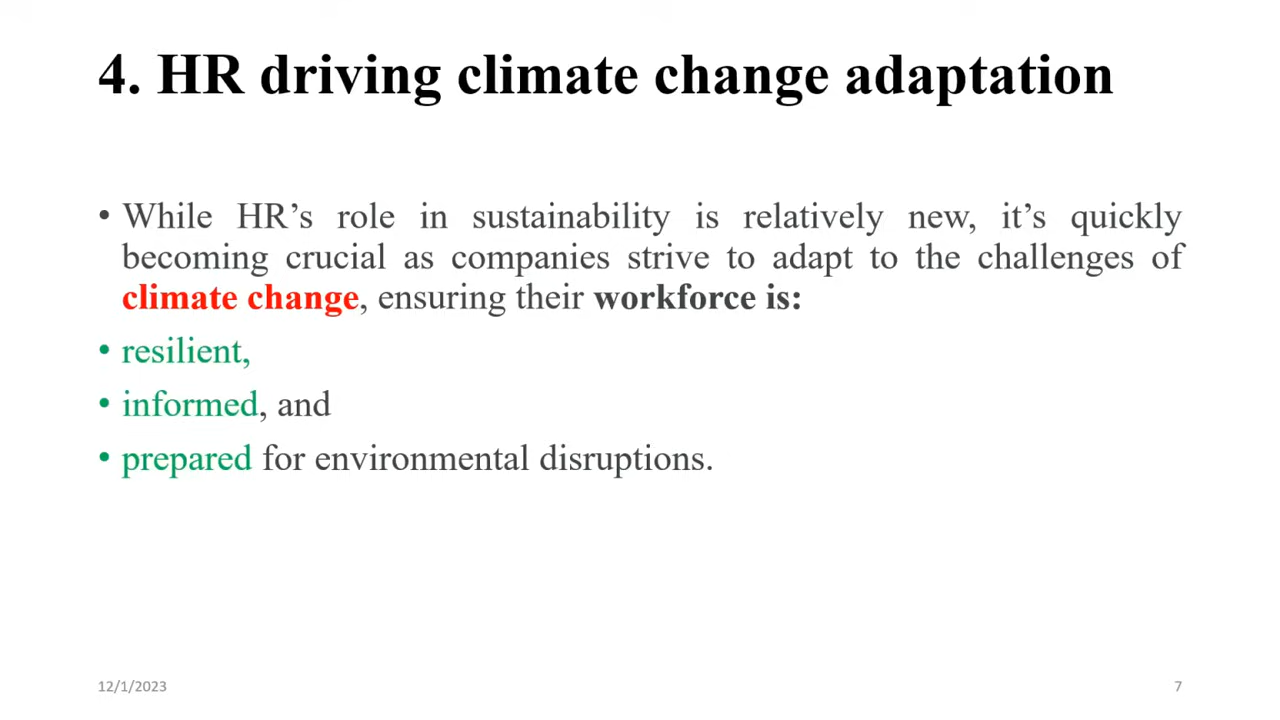 4. HR driving climate change adaptation
• While HR’s role in sustainability is relatively new, it’s quickly
becoming crucial as companies strive to adapt to the challenges of
climate change, ensuring their workforce is:
• resilient,
• informed, and
• prepared for environmental disruptions.
12/1/2023
7